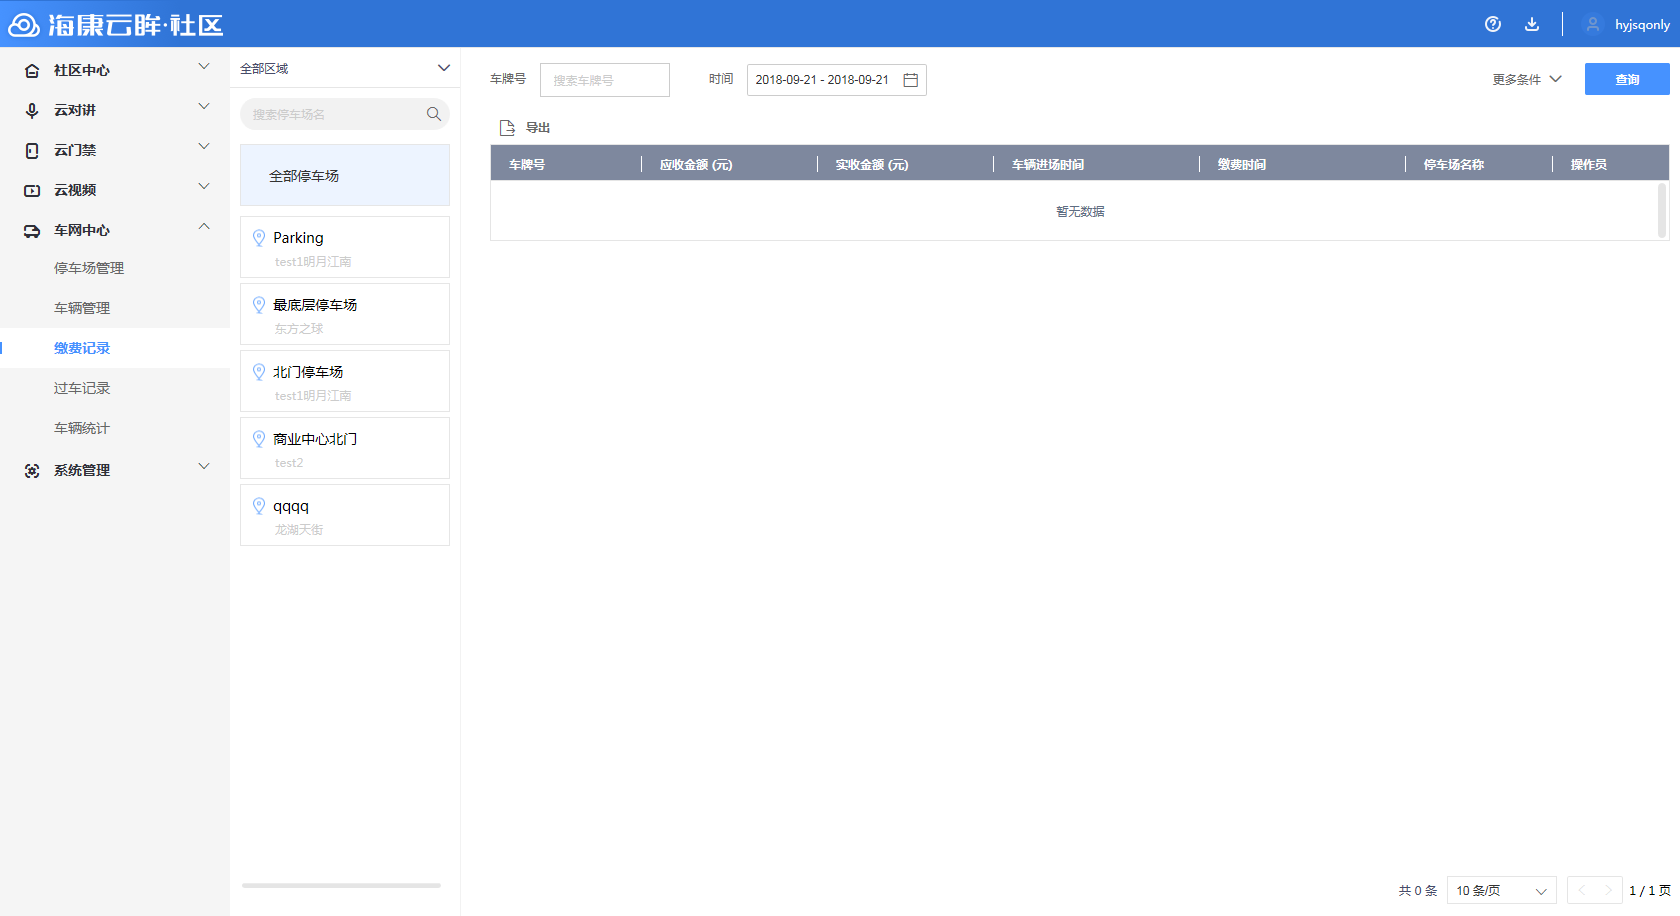 海康云眸·社区
hyjsqonly
社区中心
云对讲
云门禁
云视频
车网中心
停车场管理
车辆管理
缴费记录
过车记录
车辆统计
系统管理
全部区域
搜索停车场名
全部停车场
Parking
test1明月江南
最底层停车场
东方之球
北门停车场
test1明月江南
商业中心北门
test2
qqqq
龙湖天街
车牌号 搜索车牌号 时间 2018-09-21 - 2018-09-21 更多条件 查询
导出
车牌号 应收金额 (元) 实收金额 (元) 车辆进场时间 缴费时间 停车场名称 操作员
暂无数据
共 0 条 10 条/页 1 / 1 页